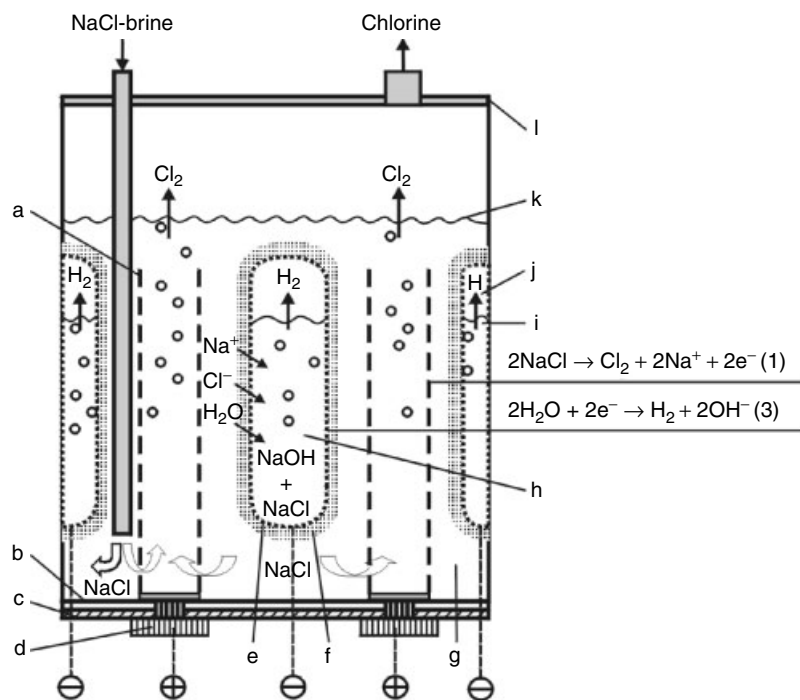 NaCl-brine
Chlorine
l
Cl₂
Cl₂
k
a
H₂
H₂
H
j
i
Na⁺
2NaCl → Cl₂ + 2Na⁺ + 2e⁻ (1)
Cl⁻
H₂O
2H₂O + 2e⁻ → H₂ + 2OH⁻ (3)
NaOH
+
NaCl
h
b
NaCl
NaCl
c
d
e
f
g
⊖
⊕
⊖
⊕
⊖